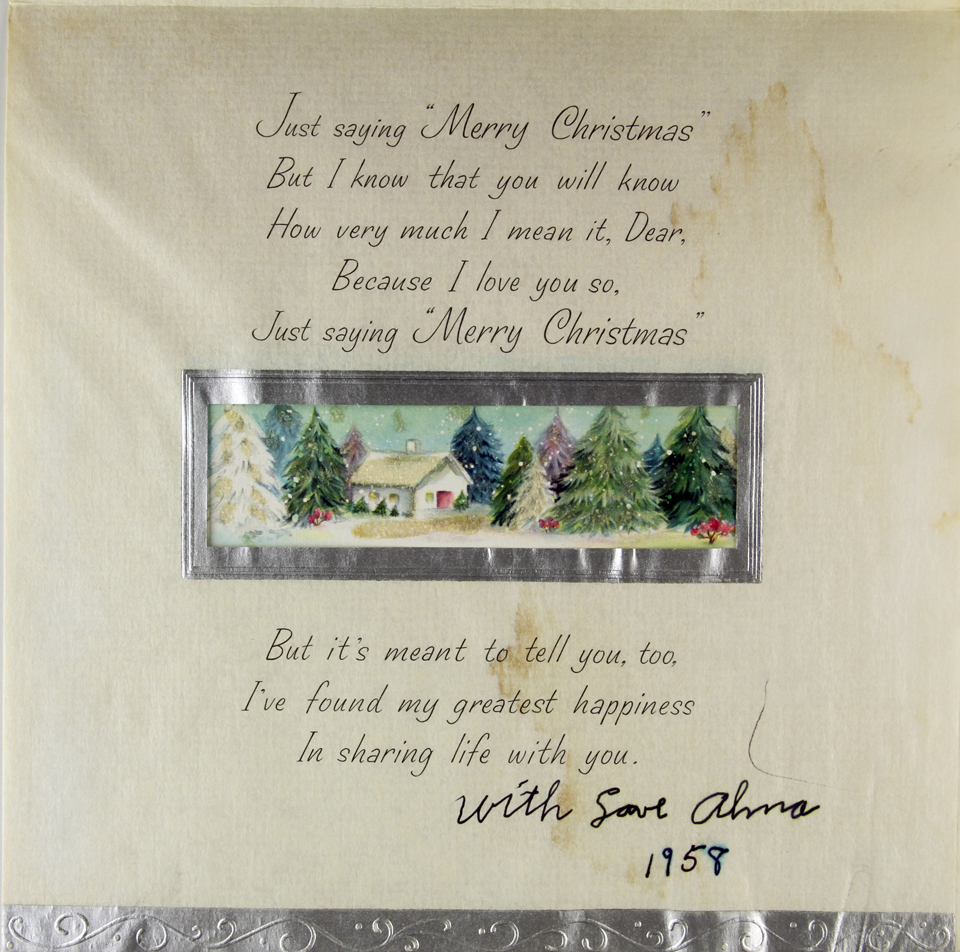 Just saying “Merry Christmas”
But I know that you will know
How very much I mean it, Dear,
Because I love you so,
Just saying “Merry Christmas”
But it's meant to tell you, too,
I've found my greatest happiness
In sharing life with you.
With Love Alma
1958